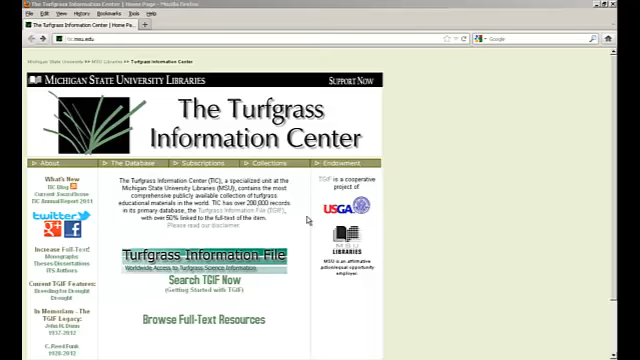 The Turfgrass Information Center | Home Page - Mozilla Firefox
File Edit View History Bookmarks Tools Help
The Turfgrass Information Center | Home Pag...
tic.msu.edu
Google
Michigan State University >> MSU Libraries >> Turfgrass Information Center
MICHIGAN STATE UNIVERSITY LIBRARIES
SUPPORT NOW
The Turfgrass
Information Center
About
The Database
Subscriptions
Collections
Endowment
What's New
TIC Blog
Current Tocsafnotse
TIC Annual Report 2011
twitter
Increase Full-Text!
Monographs
Theses/Dissertations
ITS Authors
Current TGIF Features:
Breeding for Drought
Drought
In Memoriam - The
TGIF Legacy:
John H. Dunn
1937-2012
C. Reed Funk
1928-2012
The Turfgrass Information Center (TIC), a specialized unit at the
Michigan State University Libraries (MSU), contains the most
comprehensive publicly available collection of turfgrass
educational materials in the world. TIC has over 200,000 records
in its primary database, the Turfgrass Information File (TGIF),
with over 50% linked to the full-text of the item.
Please read our disclaimer.
Turfgrass Information File
Worldwide Access to Turfgrass Science Information
Search TGIF Now
(Getting Started with TGIF)
Browse Full-Text Resources
TGIF is a cooperative
project of
USGA
MSU
LIBRARIES
MSU is an affirmative
action/equal opportunity
employer.